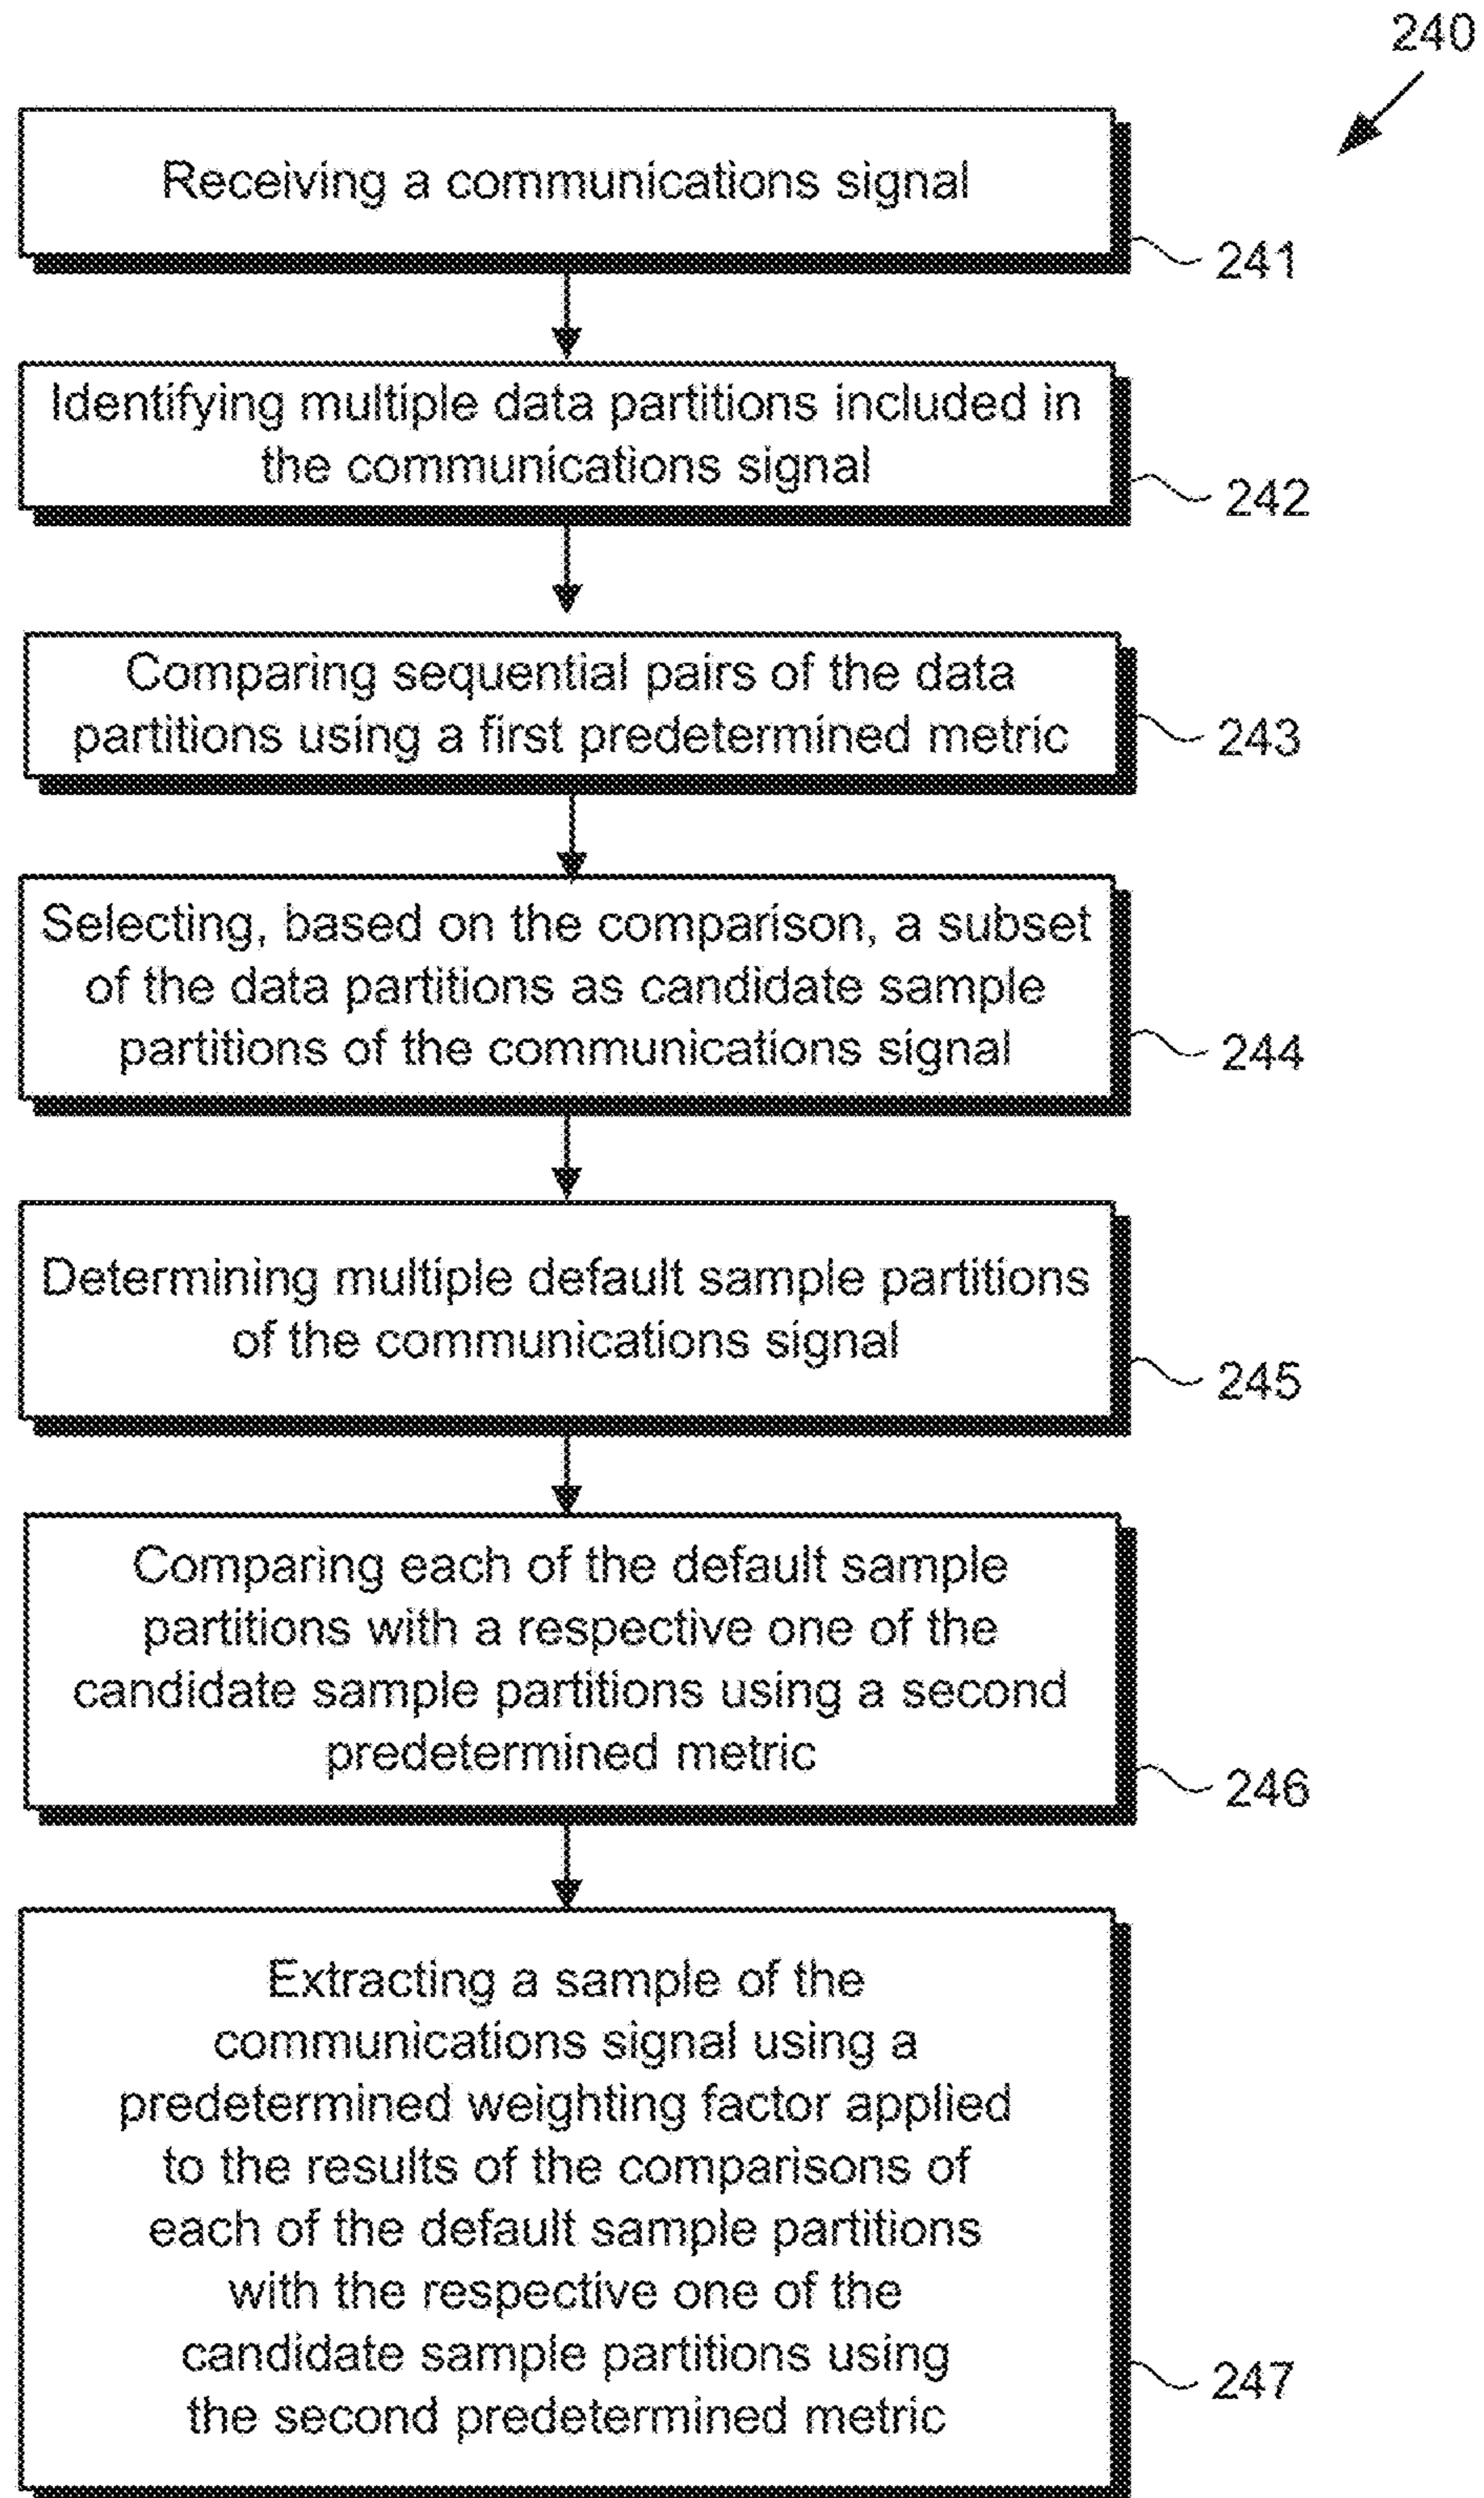 240
Receiving a communications signal
241
Identifying multiple data partitions included in
the communications signal
242
Comparing sequential pairs of the data
partitions using a first predetermined metric
243
Selecting, based on the comparison, a subset
of the data partitions as candidate sample
partitions of the communications signal
244
Determining multiple default sample partitions
of the communications signal
245
Comparing each of the default sample
partitions with a respective one of the
candidate sample partitions using a second
predetermined metric
246
Extracting a sample of the
communications signal using a
predetermined weighting factor applied
to the results of the comparisons of
each of the default sample partitions
with the respective one of the
candidate sample partitions using
the second predetermined metric
247